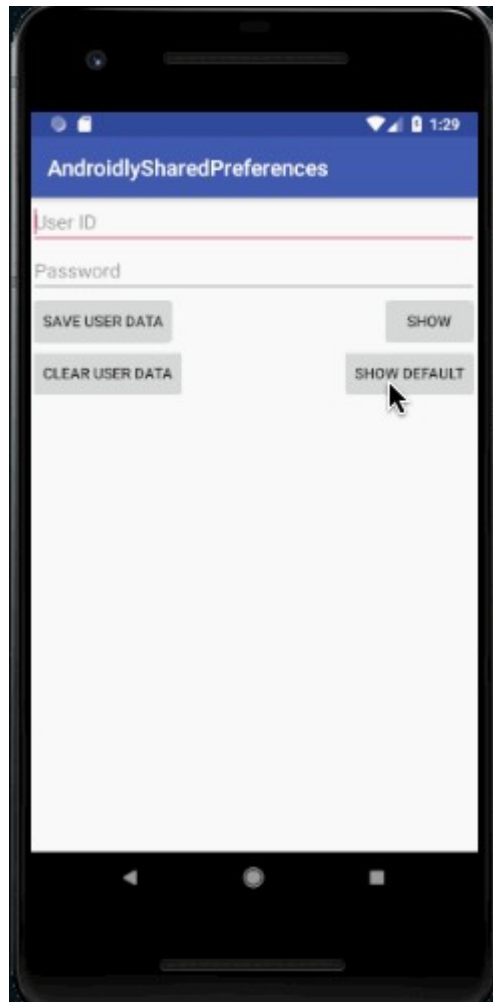 1:29
AndroidlySharedPreferences
User ID
Password
SAVE USER DATA SHOW
CLEAR USER DATA SHOW DEFAULT